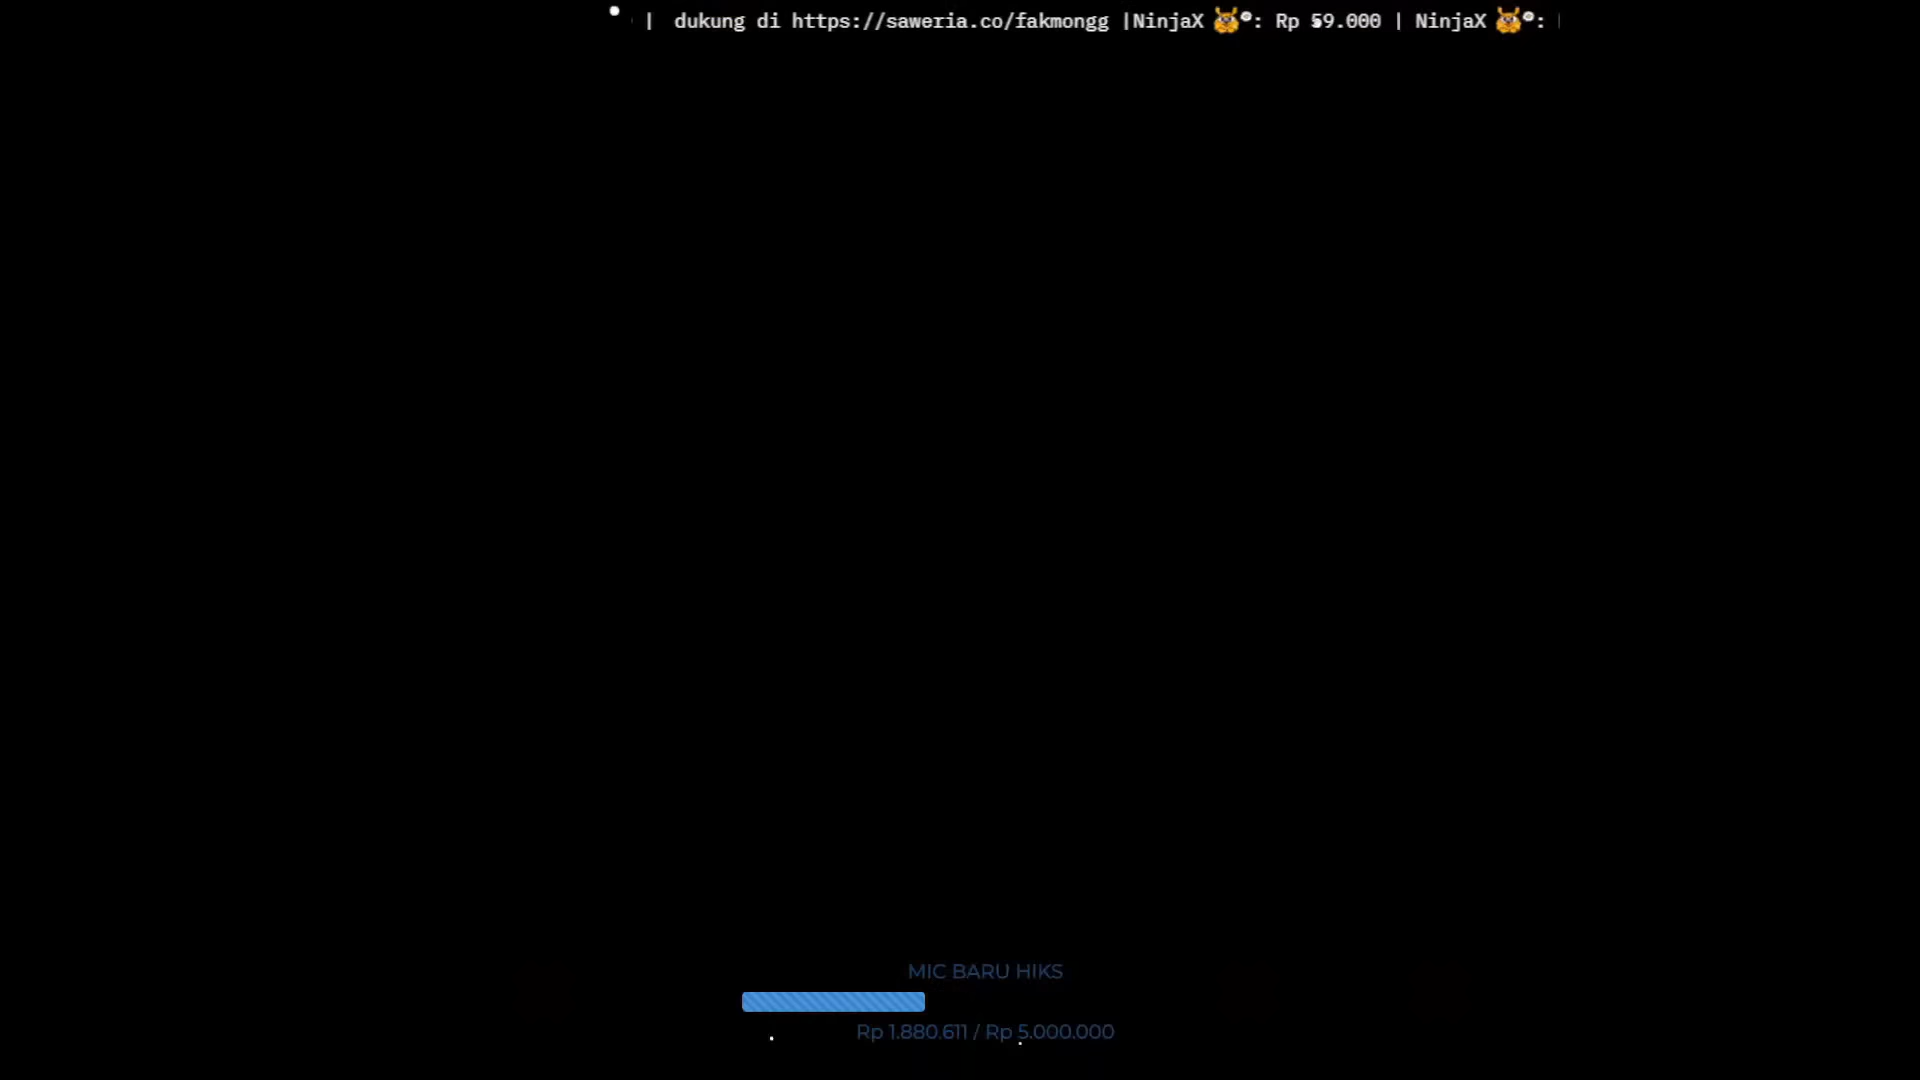 | dukung di https://saweria.co/fakmongg |NinjaX 😼💬: Rp 59.000 | NinjaX 😼💬:
MIC BARU HIKS
Rp 1.880.611 / Rp 5.000.000